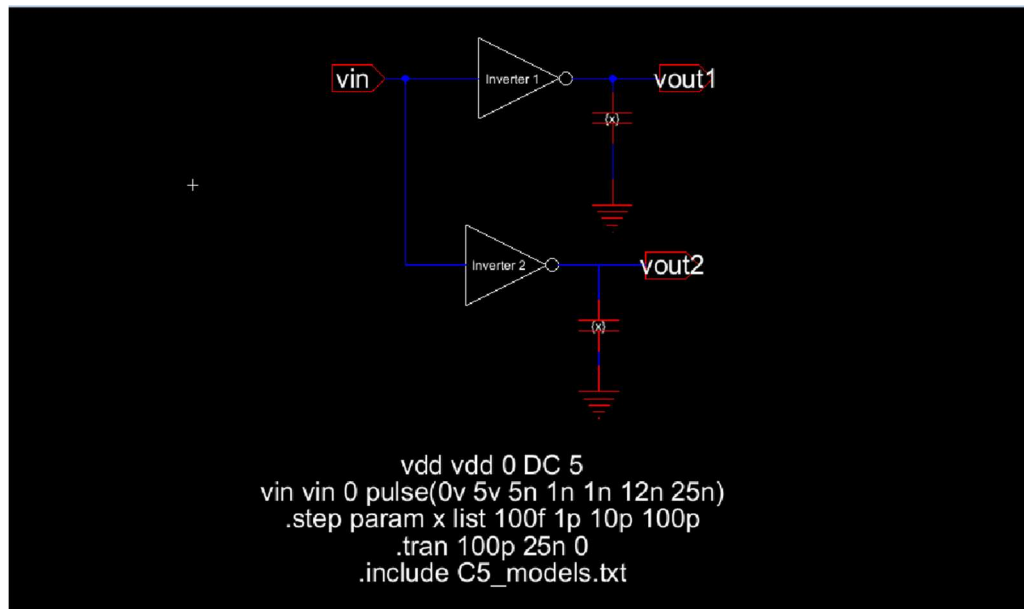 vin
Inverter 1
vout1
{x}
Inverter 2
vout2
{x}
vdd vdd 0 DC 5
vin vin 0 pulse(0v 5v 5n 1n 1n 12n 25n)
.step param x list 100f 1p 10p 100p
.tran 100p 25n 0
.include C5_models.txt